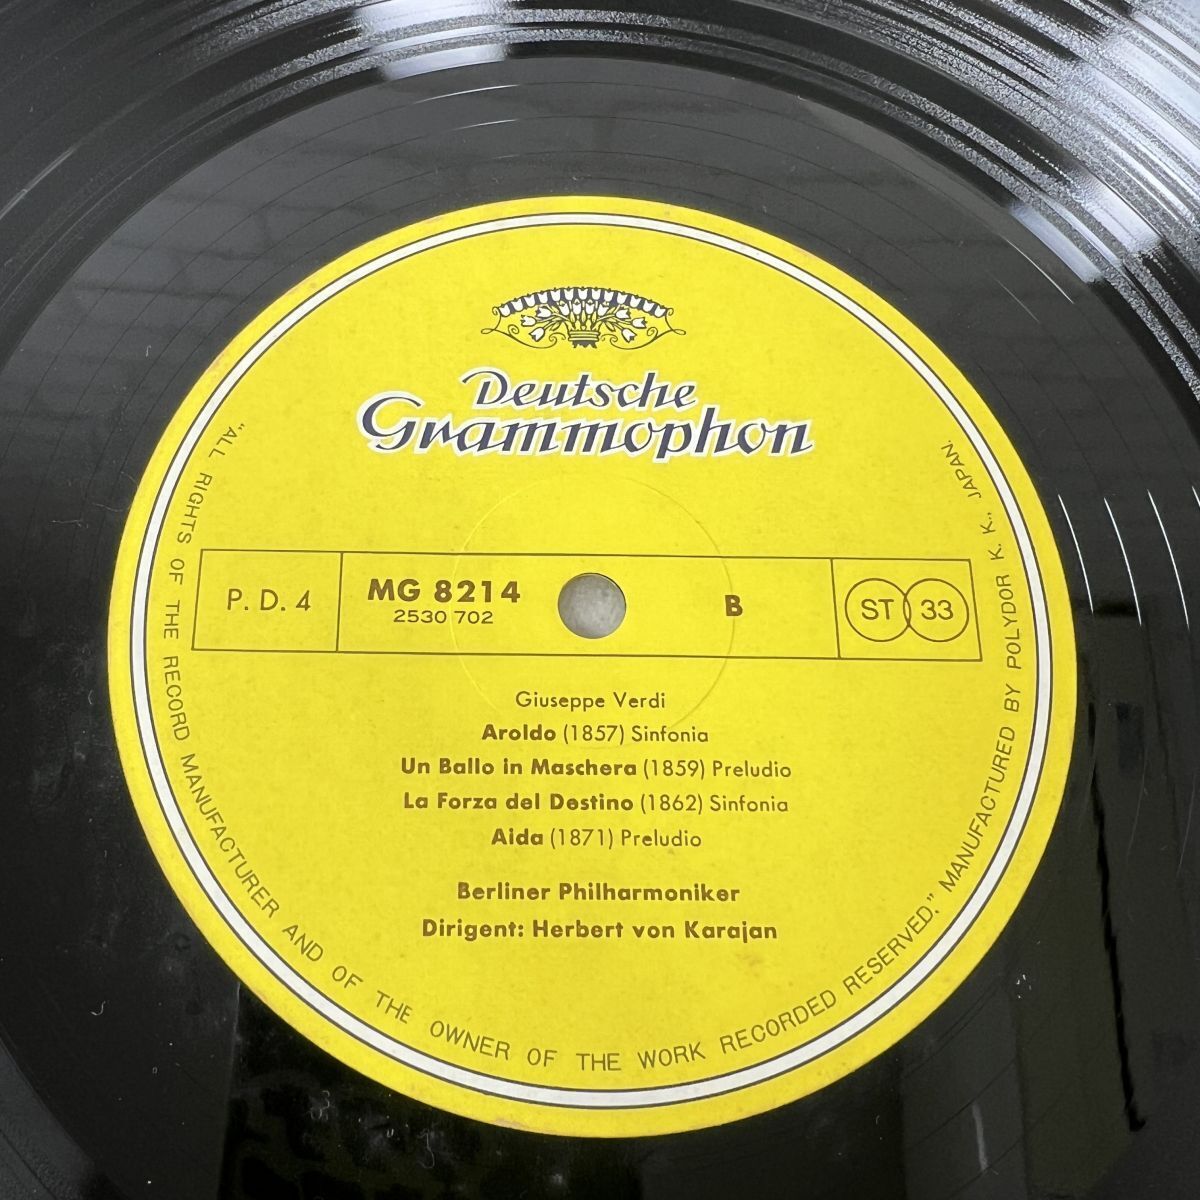 Deutsche
Grammophon
P. D. 4
MG 8214
2530 702
B
ST 33
Giuseppe Verdi
Aroldo (1857) Sinfonia
Un Ballo in Maschera (1859) Preludio
La Forza del Destino (1862) Sinfonia
Aida (1871) Preludio
Berliner Philharmoniker
Dirigent: Herbert von Karajan
"ALL RIGHTS OF THE RECORD MANUFACTURER AND OF THE OWNER OF THE WORK RECORDED RESERVED." MANUFACTURED BY POLYDOR K. K., JAPAN.